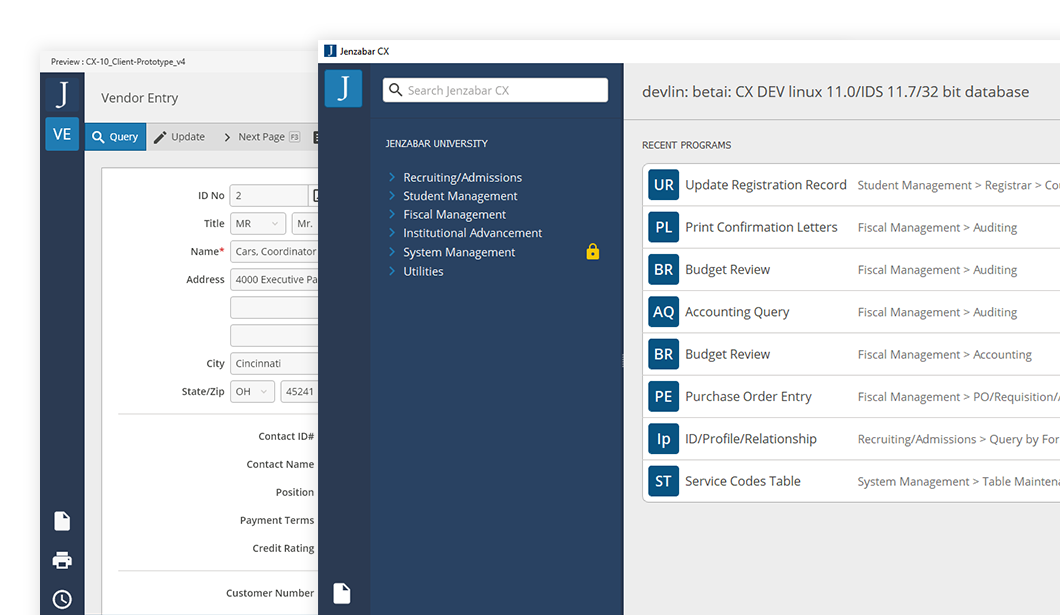 Preview : CX-10_Client-Prototype_v4
J
VE
Vendor Entry
Query
Update
Next Page F3
ID No 2
Title MR Mr.
Name* Cars, Coordinator
Address 4000 Executive Pa
City Cincinnati
State/Zip OH 45241
Contact ID#
Contact Name
Position
Payment Terms
Credit Rating
Customer Number
J Jenzabar CX
J
Search Jenzabar CX
JENZABAR UNIVERSITY
Recruiting/Admissions
Student Management
Fiscal Management
Institutional Advancement
System Management
Utilities
devlin: betai: CX DEV linux 11.0/IDS 11.7/32 bit database
RECENT PROGRAMS
UR Update Registration Record Student Management > Registrar > Co
PL Print Confirmation Letters Fiscal Management > Auditing
BR Budget Review Fiscal Management > Auditing
AQ Accounting Query Fiscal Management > Auditing
BR Budget Review Fiscal Management > Accounting
PE Purchase Order Entry Fiscal Management > PO/Requisition/
Ip ID/Profile/Relationship Recruiting/Admissions > Query by For
ST Service Codes Table System Management > Table Maintena